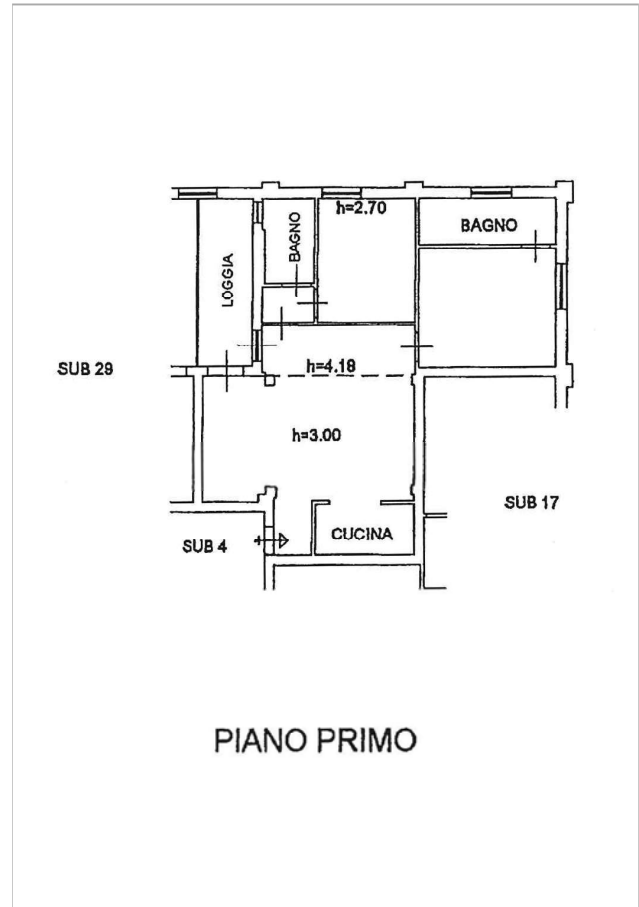 h=2.70
BAGNO
BAGNO
LOGGIA
SUB 29
h=4.18
h=3.00
SUB 17
SUB 4
CUCINA
PIANO PRIMO